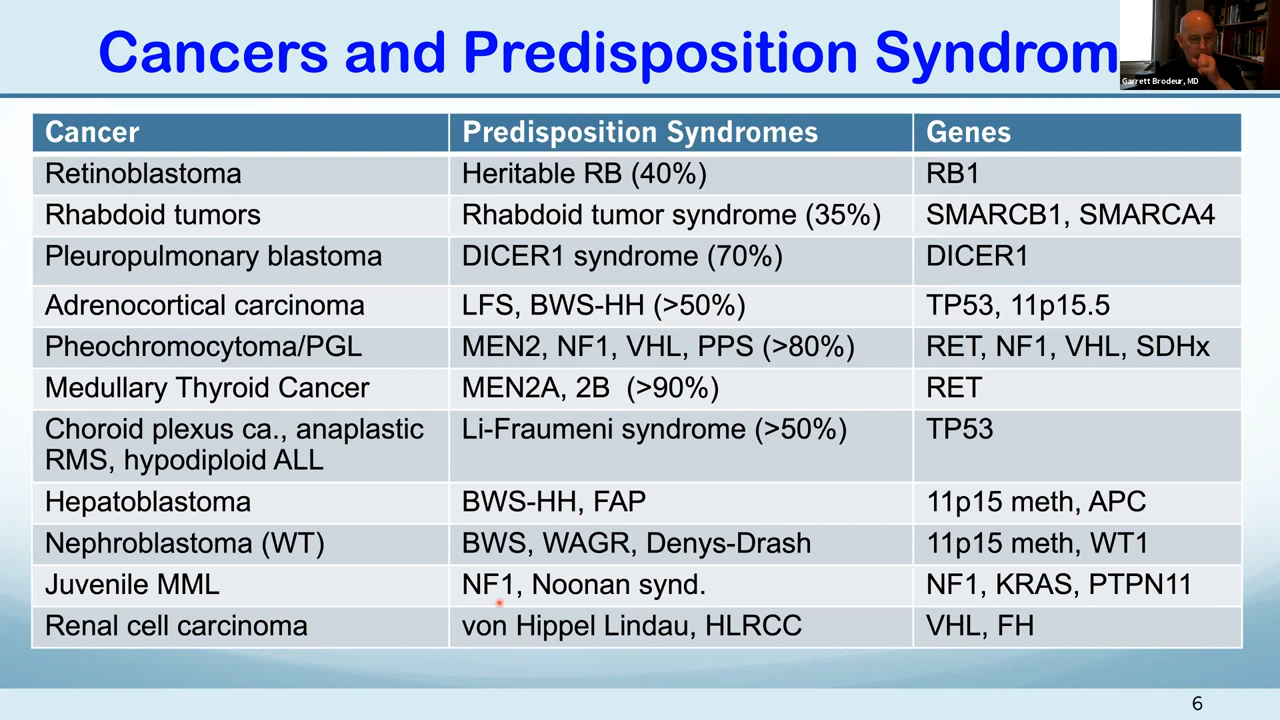 Cancers and Predisposition Syndrom
Garrett Brodeur, MD
Cancer Predisposition Syndromes Genes
Retinoblastoma Heritable RB (40%) RB1
Rhabdoid tumors Rhabdoid tumor syndrome (35%) SMARCB1, SMARCA4
Pleuropulmonary blastoma DICER1 syndrome (70%) DICER1
Adrenocortical carcinoma LFS, BWS-HH (>50%) TP53, 11p15.5
Pheochromocytoma/PGL MEN2, NF1, VHL, PPS (>80%) RET, NF1, VHL, SDHx
Medullary Thyroid Cancer MEN2A, 2B (>90%) RET
Choroid plexus ca., anaplastic Li-Fraumeni syndrome (>50%) TP53
RMS, hypodiploid ALL
Hepatoblastoma BWS-HH, FAP 11p15 meth, APC
Nephroblastoma (WT) BWS, WAGR, Denys-Drash 11p15 meth, WT1
Juvenile MML NF1, Noonan synd. NF1, KRAS, PTPN11
Renal cell carcinoma von Hippel Lindau, HLRCC VHL, FH
6